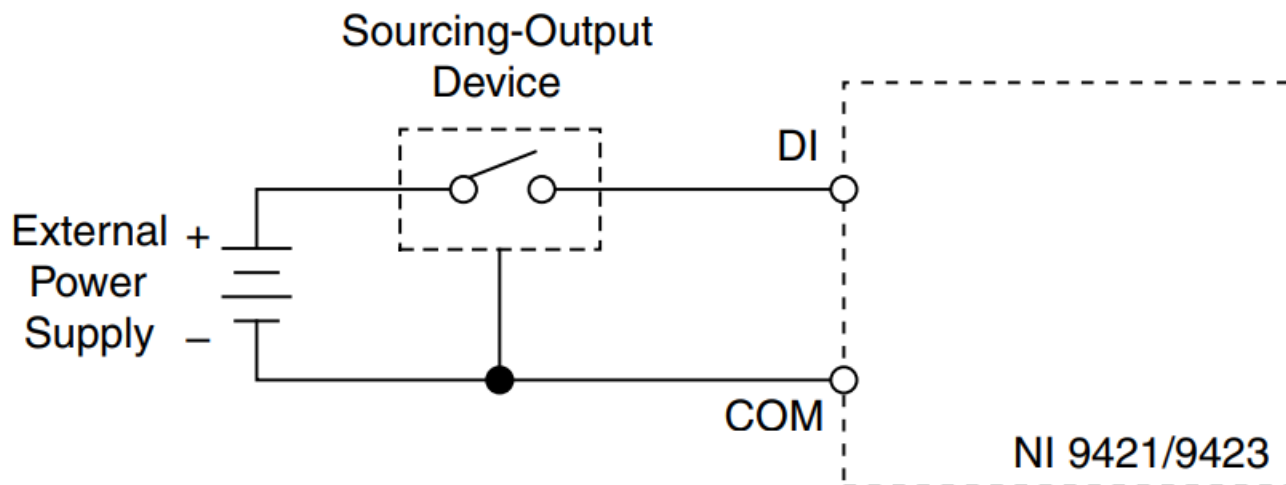 Sourcing-Output
Device
DI
External +
Power
Supply –
COM
NI 9421/9423